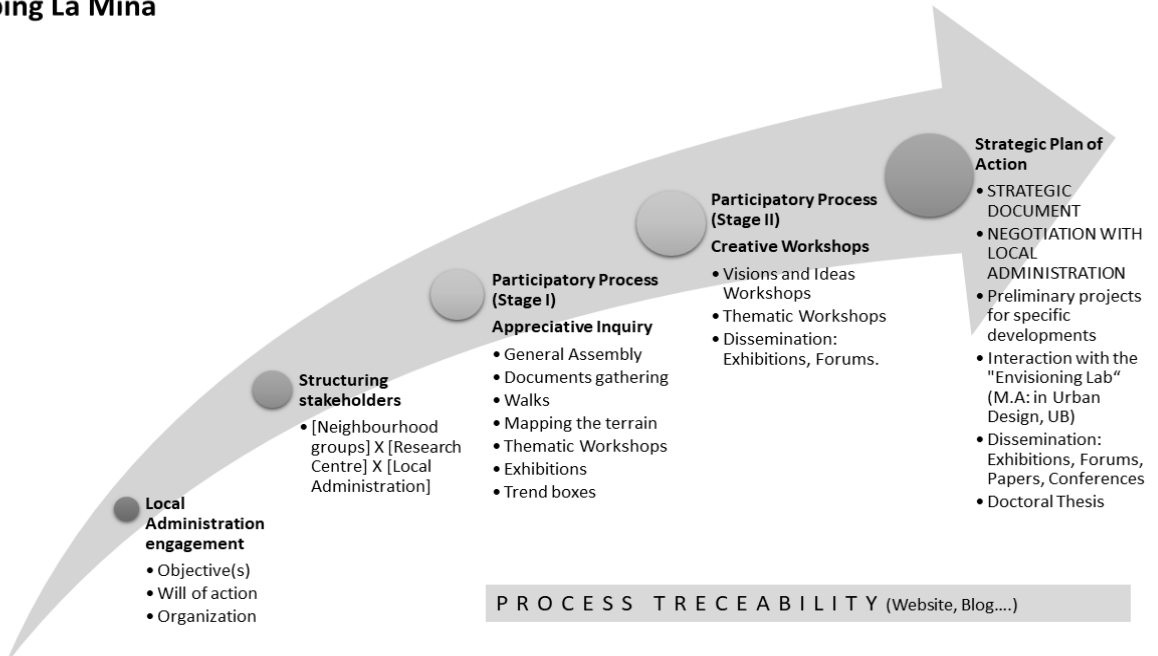 ping La Mina
Local
Administration
engagement
• Objective(s)
• Will of action
• Organization
Structuring
stakeholders
• [Neighbourhood
groups] X [Research
Centre] X [Local
Administration]
Participatory Process
(Stage I)
Appreciative Inquiry
• General Assembly
• Documents gathering
• Walks
• Mapping the terrain
• Thematic Workshops
• Exhibitions
• Trend boxes
Participatory Process
(Stage II)
Creative Workshops
• Visions and Ideas
Workshops
• Thematic Workshops
• Dissemination:
Exhibitions, Forums.
Strategic Plan of
Action
• STRATEGIC
DOCUMENT
• NEGOTIATION WITH
LOCAL
ADMINISTRATION
• Preliminary projects
for specific
developments
• Interaction with the
"Envisioning Lab“
(M.A: in Urban
Design, UB)
• Dissemination:
Exhibitions, Forums,
Papers, Conferences
• Doctoral Thesis
PROCESS TRECEABILITY (Website, Blog....)